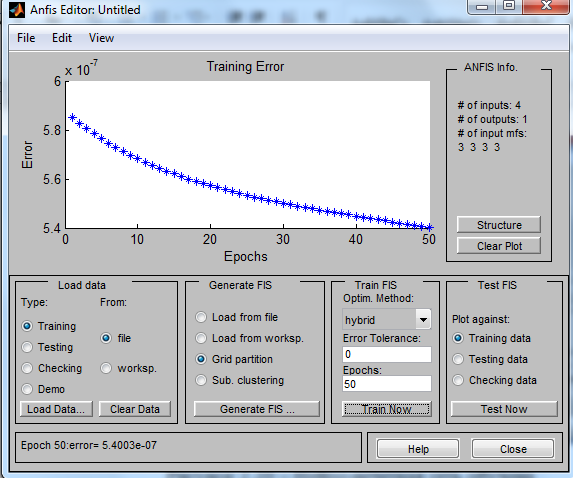 Anfis Editor: Untitled
File Edit View
x 10^-7
Training Error
6
5.8
5.6
5.4
Error
0 10 20 30 40 50
Epochs
ANFIS Info.
# of inputs: 4
# of outputs: 1
# of input mfs:
3 3 3 3
Structure
Clear Plot
Load data
Type: From:
Training
file
Testing
Checking
worksp.
Demo
Load Data... Clear Data
Generate FIS
Load from file
Load from worksp.
Grid partition
Sub. clustering
Generate FIS ...
Train FIS
Optim. Method:
hybrid
Error Tolerance:
0
Epochs:
50
Train Now
Test FIS
Plot against:
Training data
Testing data
Checking data
Test Now
Epoch 50:error= 5.4003e-07
Help Close